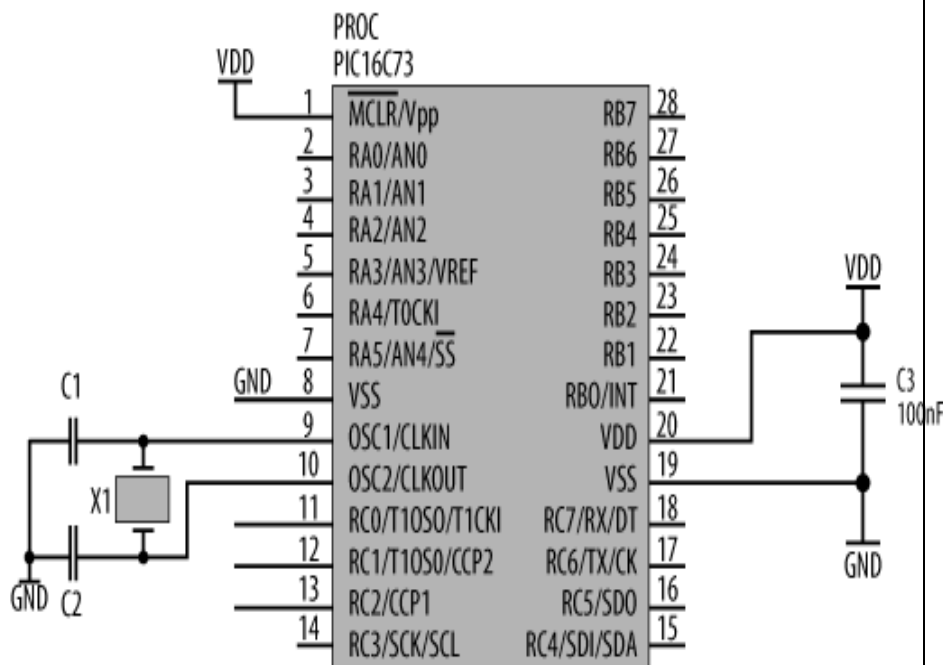 PROC
PIC16C73
VDD
1 MCLR/Vpp RB7 28
2 RA0/AN0 RB6 27
3 RA1/AN1 RB5 26
4 RA2/AN2 RB4 25
5 RA3/AN3/VREF RB3 24
6 RA4/T0CKI RB2 23
7 RA5/AN4/SS RB1 22
GND 8 VSS RBO/INT 21
9 OSC1/CLKIN VDD 20
10 OSC2/CLKOUT VSS 19
11 RC0/T1OSO/T1CKI RC7/RX/DT 18
12 RC1/T1OS0/CCP2 RC6/TX/CK 17
13 RC2/CCP1 RC5/SDO 16
14 RC3/SCK/SCL RC4/SDI/SDA 15
C1
X1
C2
GND
VDD
C3
100nF
GND